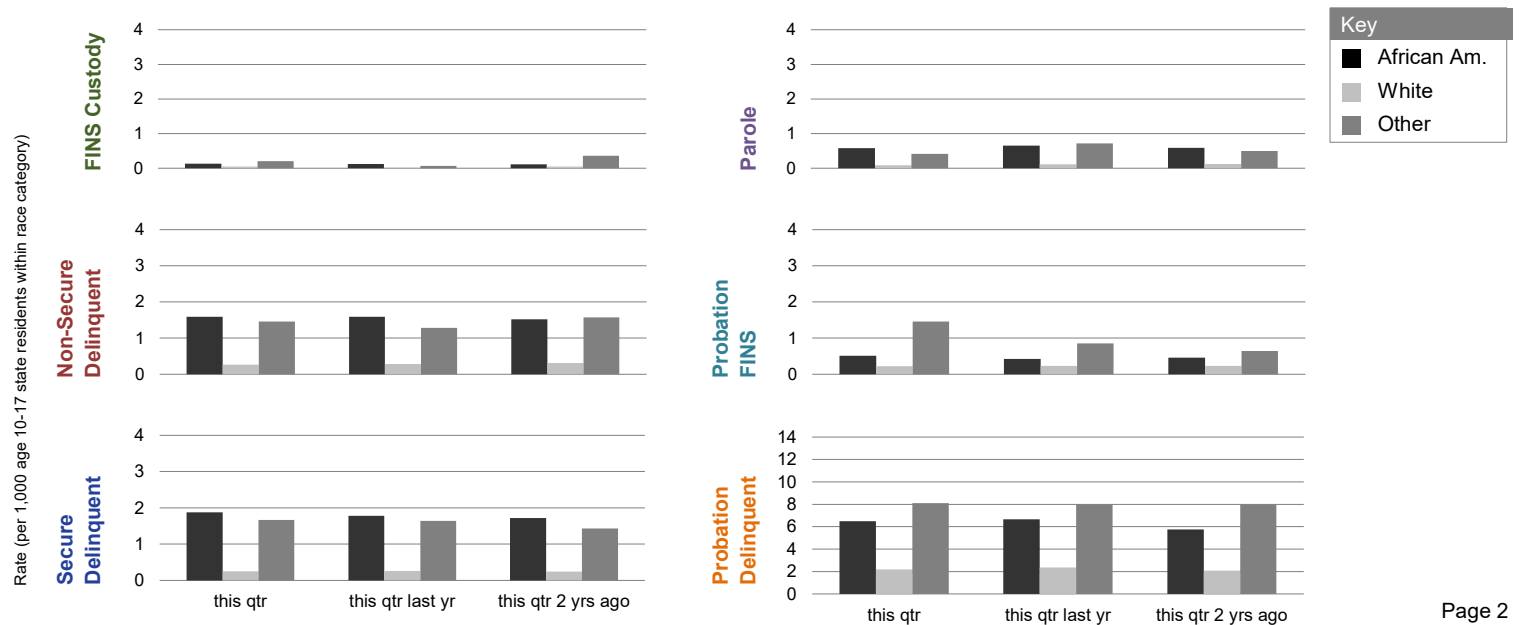 Rate (per 1,000 age 10-17 state residents within race category)
FINS Custody
4
3
2
1
0
Non-Secure
Delinquent
4
3
2
1
0
Secure
Delinquent
4
3
2
1
0
this qtr
this qtr last yr
this qtr 2 yrs ago
Parole
4
3
2
1
0
Probation
FINS
4
3
2
1
0
Probation
Delinquent
14
12
10
8
6
4
2
0
this qtr
this qtr last yr
this qtr 2 yrs ago
Key
African Am.
White
Other
Page 2